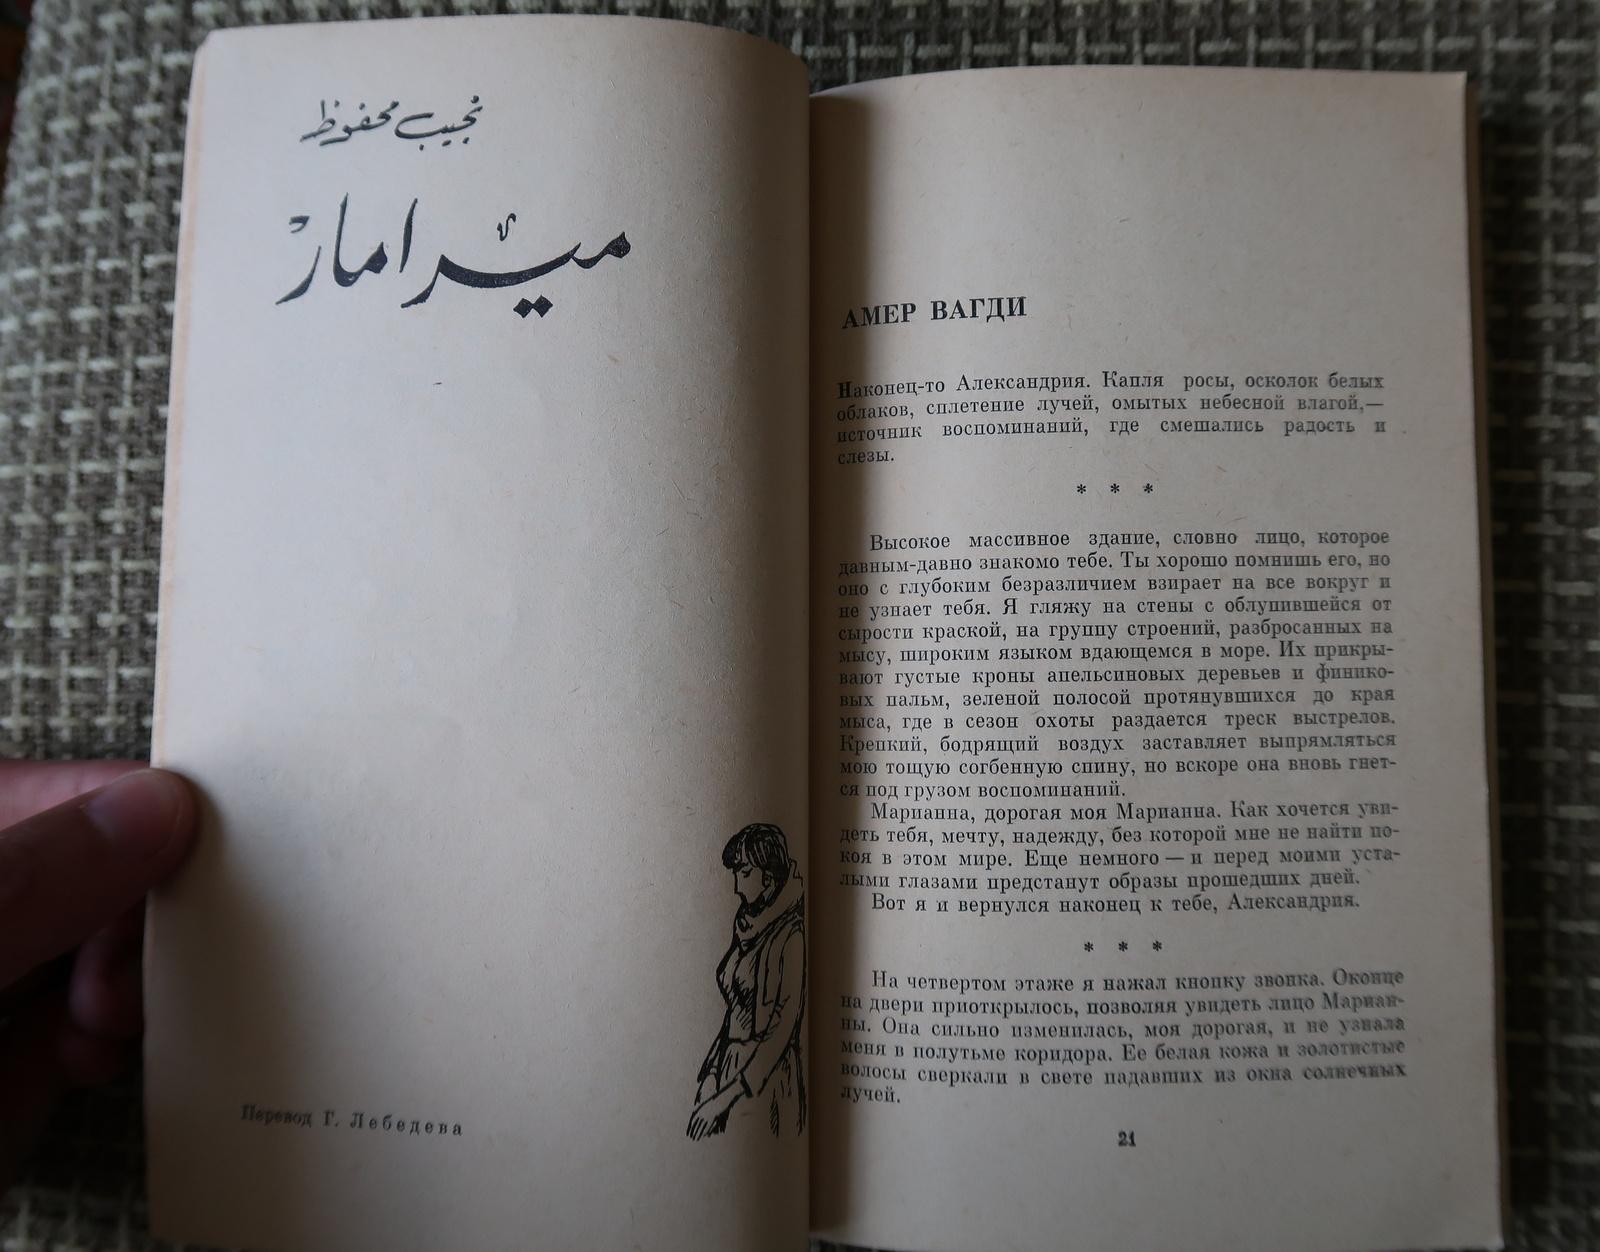 نجيب محفوظ
ميرامار
Перевод Г. Лебедева
АМЕР ВАГДИ
Наконец-то Александрия. Капля росы, осколок белых
облаков, сплетение лучей, омытых небесной влагой,—
источник воспоминаний, где смешались радость и
слезы.
* * *
Высокое массивное здание, словно лицо, которое
давным-давно знакомо тебе. Ты хорошо помнишь его, но
оно с глубоким безразличием взирает на все вокруг и
не узнает тебя. Я гляжу на стены с облупившейся от
сырости краской, на группу строений, разбросанных на
мысу, широким языком вдающемся в море. Их прикры-
вают густые кроны апельсиновых деревьев и финико-
вых пальм, зеленой полосой протянувшихся до края
мыса, где в сезон охоты раздается треск выстрелов.
Крепкий, бодрящий воздух заставляет выпрямляться
мою тощую согбенную спину, но вскоре она вновь гнет-
ся под грузом воспоминаний.
Марианна, дорогая моя Марианна. Как хочется уви-
деть тебя, мечту, надежду, без которой мне не найти по-
коя в этом мире. Еще немного — и перед моими уста-
лыми глазами предстанут образы прошедших дней.
Вот я и вернулся наконец к тебе, Александрия.
* * *
На четвертом этаже я нажал кнопку звонка. Оконце
на двери приоткрылось, позволяя увидеть лицо Мариан-
ны. Она сильно изменилась, моя дорогая, и не узнала
меня в полутьме коридора. Ее белая кожа и золотистые
волосы сверкали в свете падавших из окна солнечных
лучей.
21